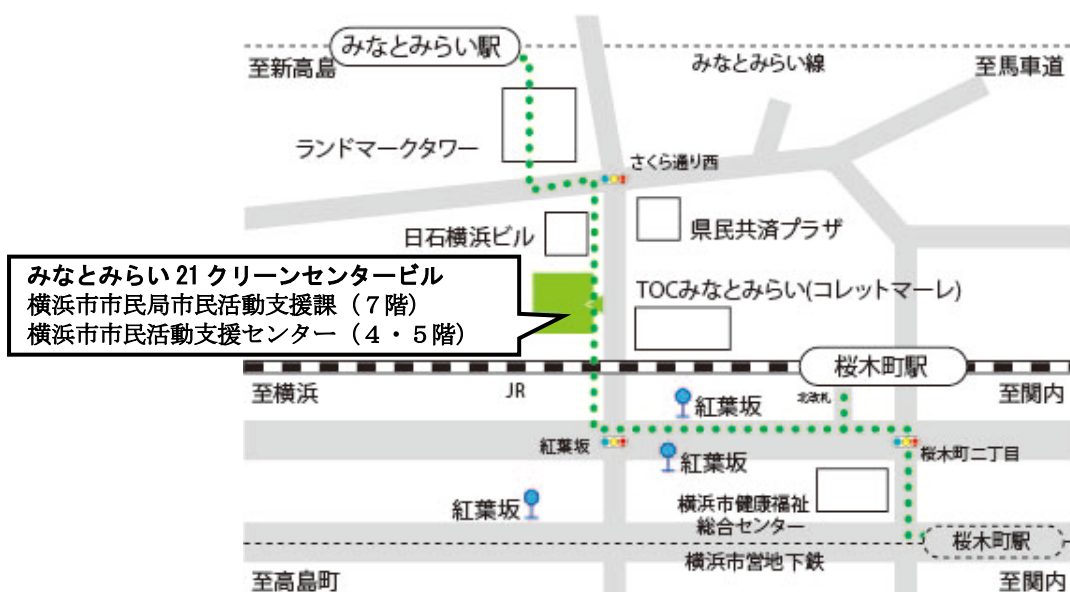 みなとみらい駅
至新高島
みなとみらい線
至馬車道
ランドマークタワー
さくら通り西
日石横浜ビル
県民共済プラザ
みなとみらい21クリーンセンタービル
横浜市市民局市民活動支援課（7階）
横浜市市民活動支援センター（4・5階）
TOCみなとみらい(コレットマーレ)
桜木町駅
至横浜
JR
至関内
北改札
紅葉坂
紅葉坂
紅葉坂
桜木町二丁目
紅葉坂
横浜市健康福祉
総合センター
桜木町駅
横浜市営地下鉄
至高島町
至関内